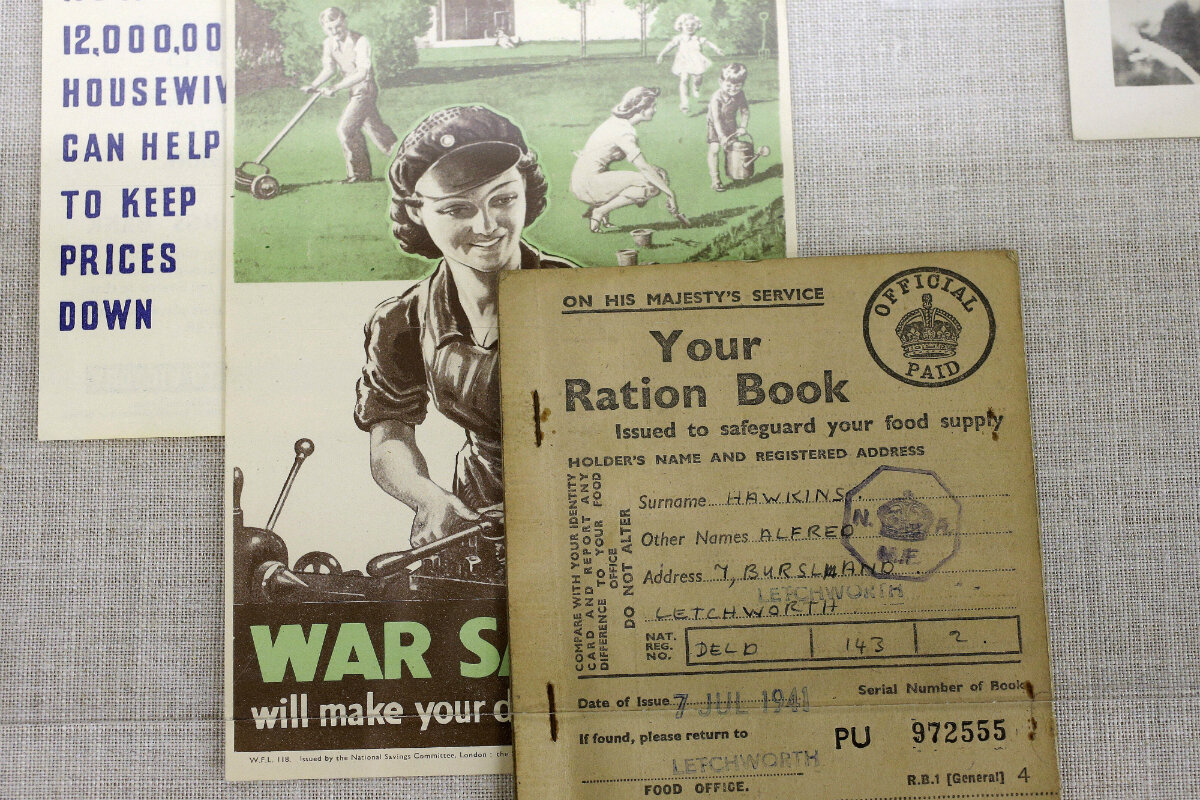 12,000,00
HOUSEWIV
CAN HELP
TO KEEP
PRICES
DOWN
WAR SA
will make your d
W.F.L. 118. Issued by the National Savings Committee, London; the
ON HIS MAJESTY'S SERVICE
OFFICIAL
PAID
Your
Ration Book
Issued to safeguard your food supply
HOLDER'S NAME AND REGISTERED ADDRESS
COMPARE WITH YOUR IDENTITY
CARD AND REPORT ANY
DIFFERENCE TO YOUR FOOD
OFFICE
DO NOT ALTER
Surname HAWKINS.
Other Names ALFRED
Address 7, BURSLAND
LETCHWORTH
LETCHWORTH
N. R.
H.F.
NAT.
REG.
NO.
DELD 143 2.
Date of Issue 7 JUL 1941
Serial Number of Book
If found, please return to
PU 972555
LETCHWORTH
FOOD OFFICE.
R.B.1 [General] 4